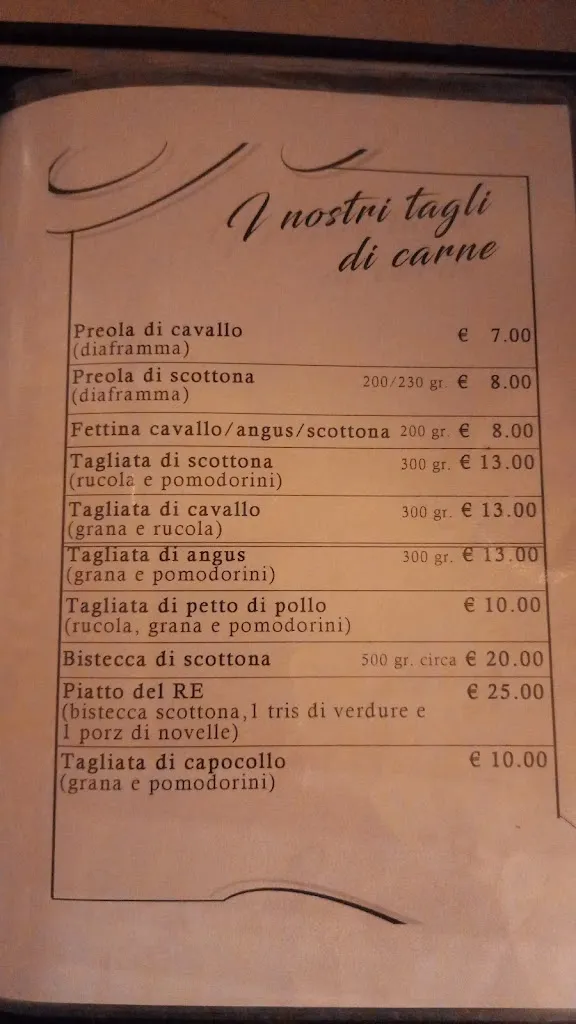 I nostri tagli
di carne
Preola di cavallo € 7.00
(diaframma)
Preola di scottona 200/230 gr. € 8.00
(diaframma)
Fettina cavallo/angus/scottona 200 gr. € 8.00
Tagliata di scottona 300 gr. € 13.00
(rucola e pomodorini)
Tagliata di cavallo 300 gr. € 13.00
(grana e rucola)
Tagliata di angus 300 gr. € 13.00
(grana e pomodorini)
Tagliata di petto di pollo € 10.00
(rucola, grana e pomodorini)
Bistecca di scottona 500 gr. circa € 20.00
Piatto del RE € 25.00
(bistecca scottona,1 tris di verdure e
1 porz di novelle)
Tagliata di capocollo € 10.00
(grana e pomodorini)